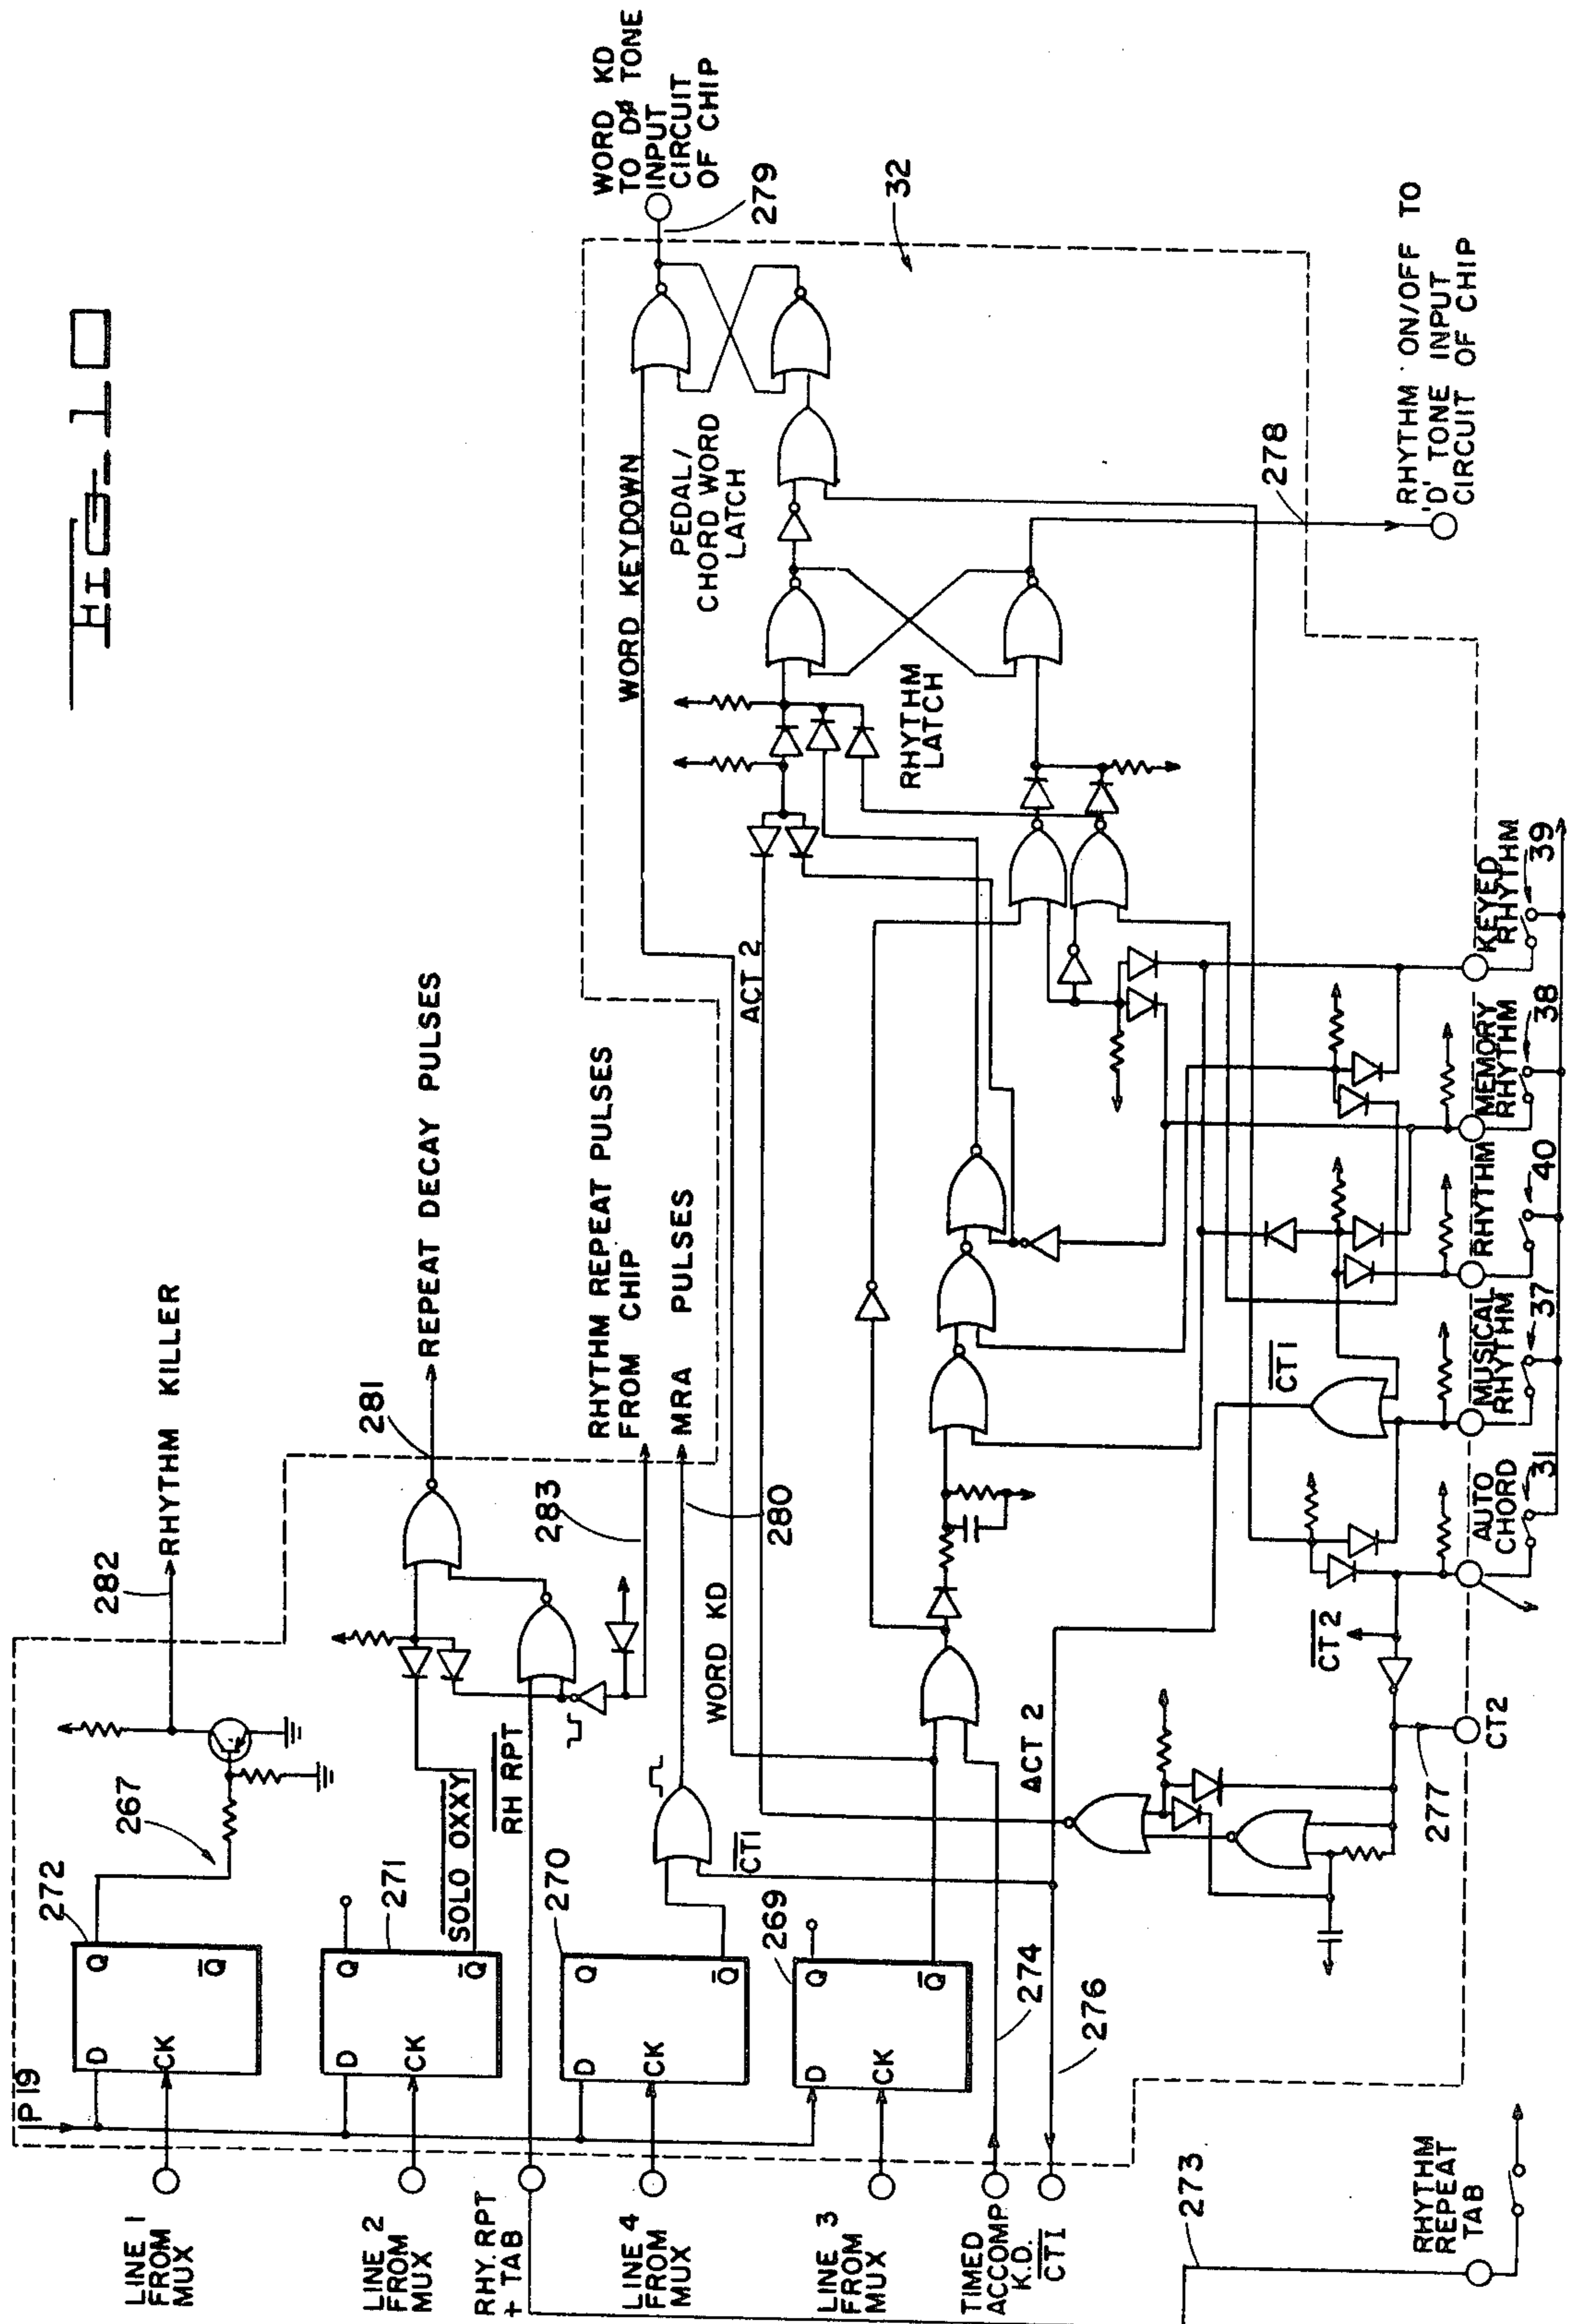 Fig-10
P19
LINE 1
FROM
MUX
D
Q
CK
Q̅
272
267
282
RHYTHM KILLER
LINE 2
FROM
MUX
D
Q
CK
Q̅
271
SOLO OXXY
281
REPEAT DECAY PULSES
RHY. RPT
+ TAB
RH RPT
283
RHYTHM REPEAT PULSES
FROM CHIP
LINE 4
FROM
MUX
D
Q
CK
Q̅
270
CT1
MRA PULSES
280
LINE 3
FROM
MUX
D
Q
CK
Q̅
269
WORD KD
WORD KEYDOWN
ACT 2
PEDAL/
CHORD WORD
LATCH
WORD KD
TO D# TONE
INPUT
CIRCUIT
OF CHIP
279
32
TIMED
ACCOMP
K.D.
274
CT1
276
ACT 2
RHYTHM
LATCH
278
RHYTHM ON/OFF TO
'D' TONE INPUT
CIRCUIT OF CHIP
CT1
CT2
277
CT2
AUTO
CHORD
31
MUSICAL
RHYTHM
37
RHYTHM
40
MEMORY
RHYTHM
38
KEYED
RHYTHM
39
273
RHYTHM
REPEAT
TAB